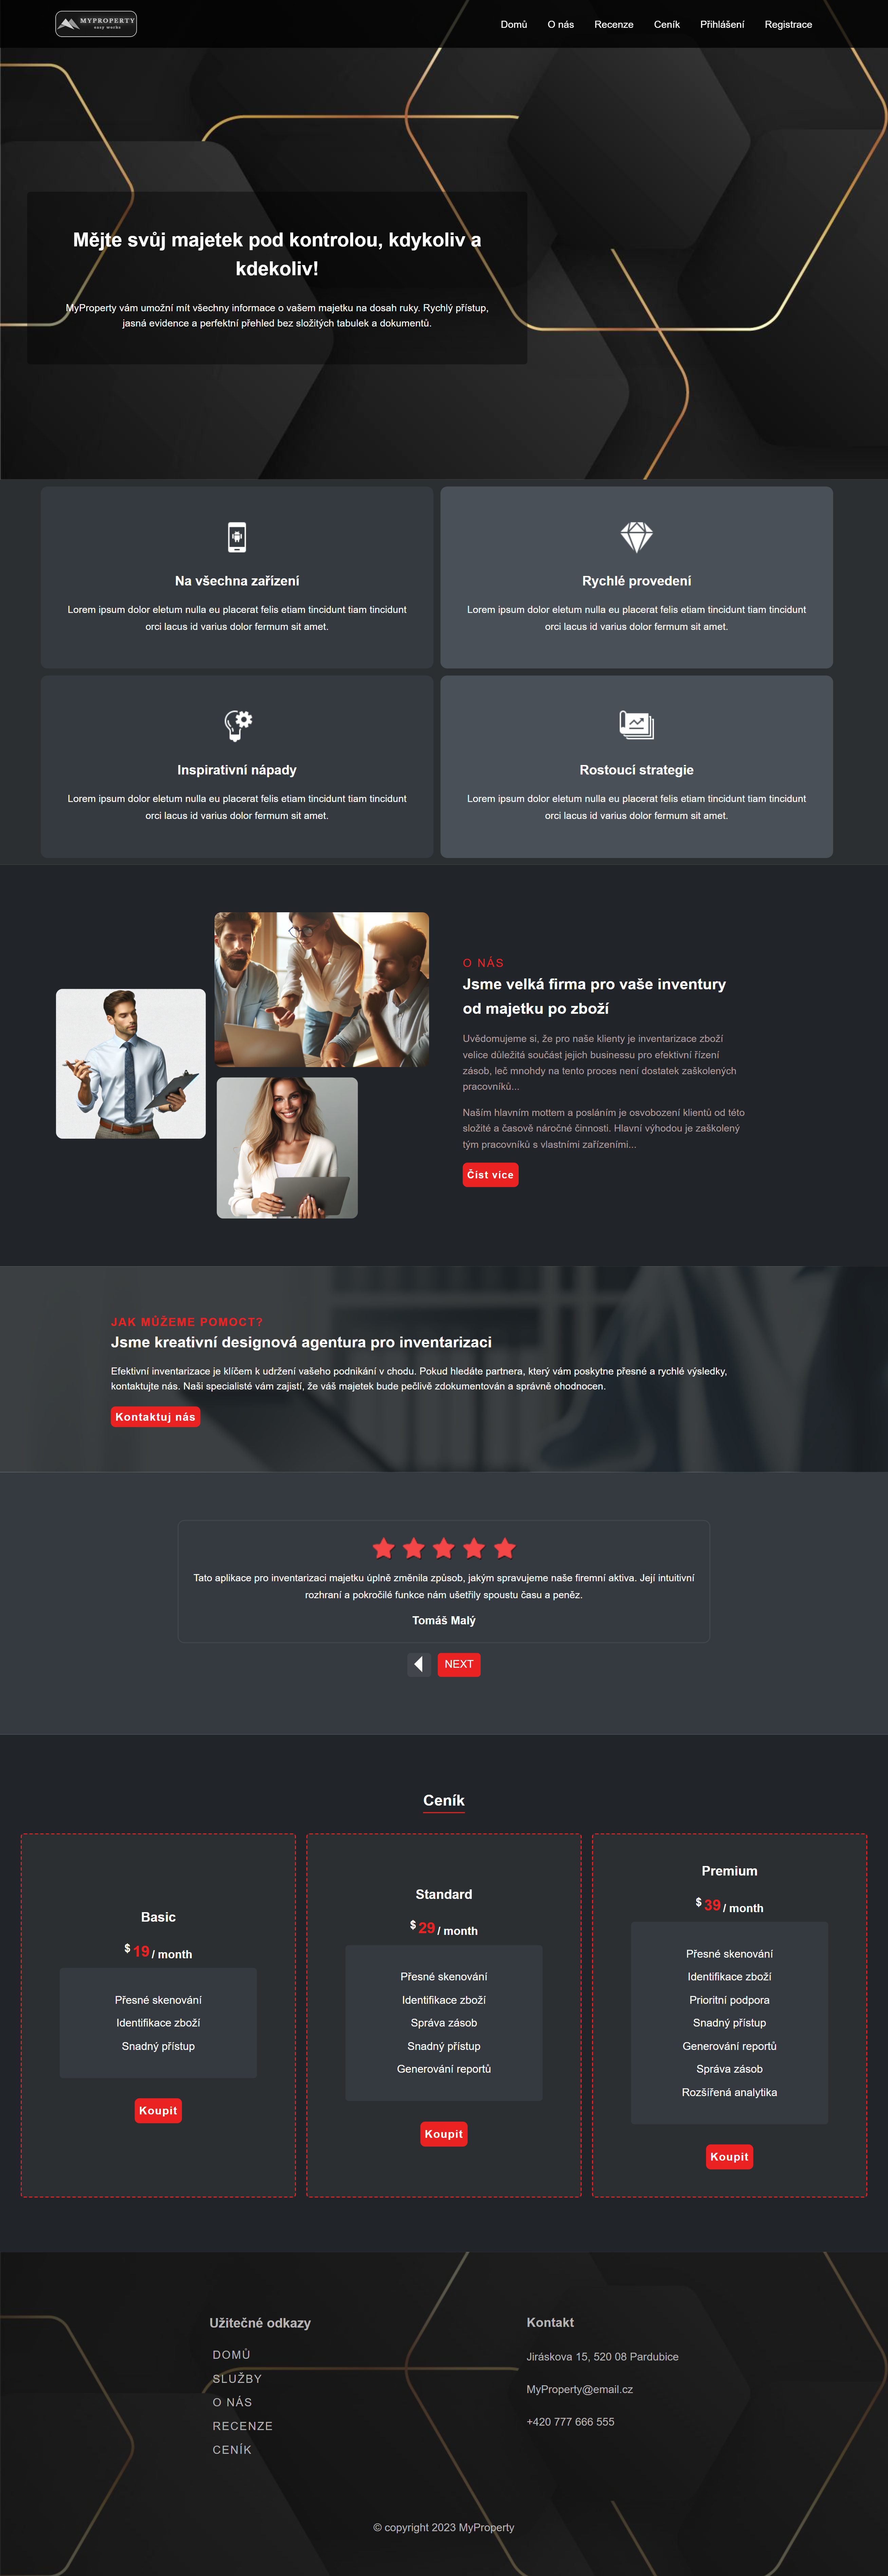 MYPROPERTY
easy works
Domů
O nás
Recenze
Ceník
Přihlášení
Registrace
Mějte svůj majetek pod kontrolou, kdykoliv a
kdekoliv!
MyProperty vám umožní mít všechny informace o vašem majetku na dosah ruky. Rychlý přístup,
jasná evidence a perfektní přehled bez složitých tabulek a dokumentů.
Na všechna zařízení
Lorem ipsum dolor eletum nulla eu placerat felis etiam tincidunt tiam tincidunt
orci lacus id varius dolor fermum sit amet.
Rychlé provedení
Lorem ipsum dolor eletum nulla eu placerat felis etiam tincidunt tiam tincidunt
orci lacus id varius dolor fermum sit amet.
Inspirativní nápady
Lorem ipsum dolor eletum nulla eu placerat felis etiam tincidunt tiam tincidunt
orci lacus id varius dolor fermum sit amet.
Rostoucí strategie
Lorem ipsum dolor eletum nulla eu placerat felis etiam tincidunt tiam tincidunt
orci lacus id varius dolor fermum sit amet.
O NÁS
Jsme velká firma pro vaše inventury
od majetku po zboží
Uvědomujeme si, že pro naše klienty je inventarizace zboží
velice důležitá součást jejich businessu pro efektivní řízení
zásob, leč mnohdy na tento proces není dostatek zaškolených
pracovníků...
Naším hlavním mottem a posláním je osvobození klientů od této
složité a časově náročné činnosti. Hlavní výhodou je zaškolený
tým pracovníků s vlastními zařízeními...
Číst více
JAK MŮŽEME POMOCT?
Jsme kreativní designová agentura pro inventarizaci
Efektivní inventarizace je klíčem k udržení vašeho podnikání v chodu. Pokud hledáte partnera, který vám poskytne přesné a rychlé výsledky,
kontaktujte nás. Naši specialisté vám zajistí, že váš majetek bude pečlivě zdokumentován a správně ohodnocen.
Kontaktuj nás
Tato aplikace pro inventarizaci majetku úplně změnila způsob, jakým spravujeme naše firemní aktiva. Její intuitivní
rozhraní a pokročilé funkce nám ušetřily spoustu času a peněz.
Tomáš Malý
NEXT
Ceník
Basic
$ 19 / month
Přesné skenování
Identifikace zboží
Snadný přístup
Koupit
Standard
$ 29 / month
Přesné skenování
Identifikace zboží
Správa zásob
Snadný přístup
Generování reportů
Koupit
Premium
$ 39 / month
Přesné skenování
Identifikace zboží
Prioritní podpora
Snadný přístup
Generování reportů
Správa zásob
Rozšířená analytika
Koupit
Užitečné odkazy
DOMŮ
SLUŽBY
O NÁS
RECENZE
CENÍK
Kontakt
Jiráskova 15, 520 08 Pardubice
MyProperty@email.cz
+420 777 666 555
© copyright 2023 MyProperty